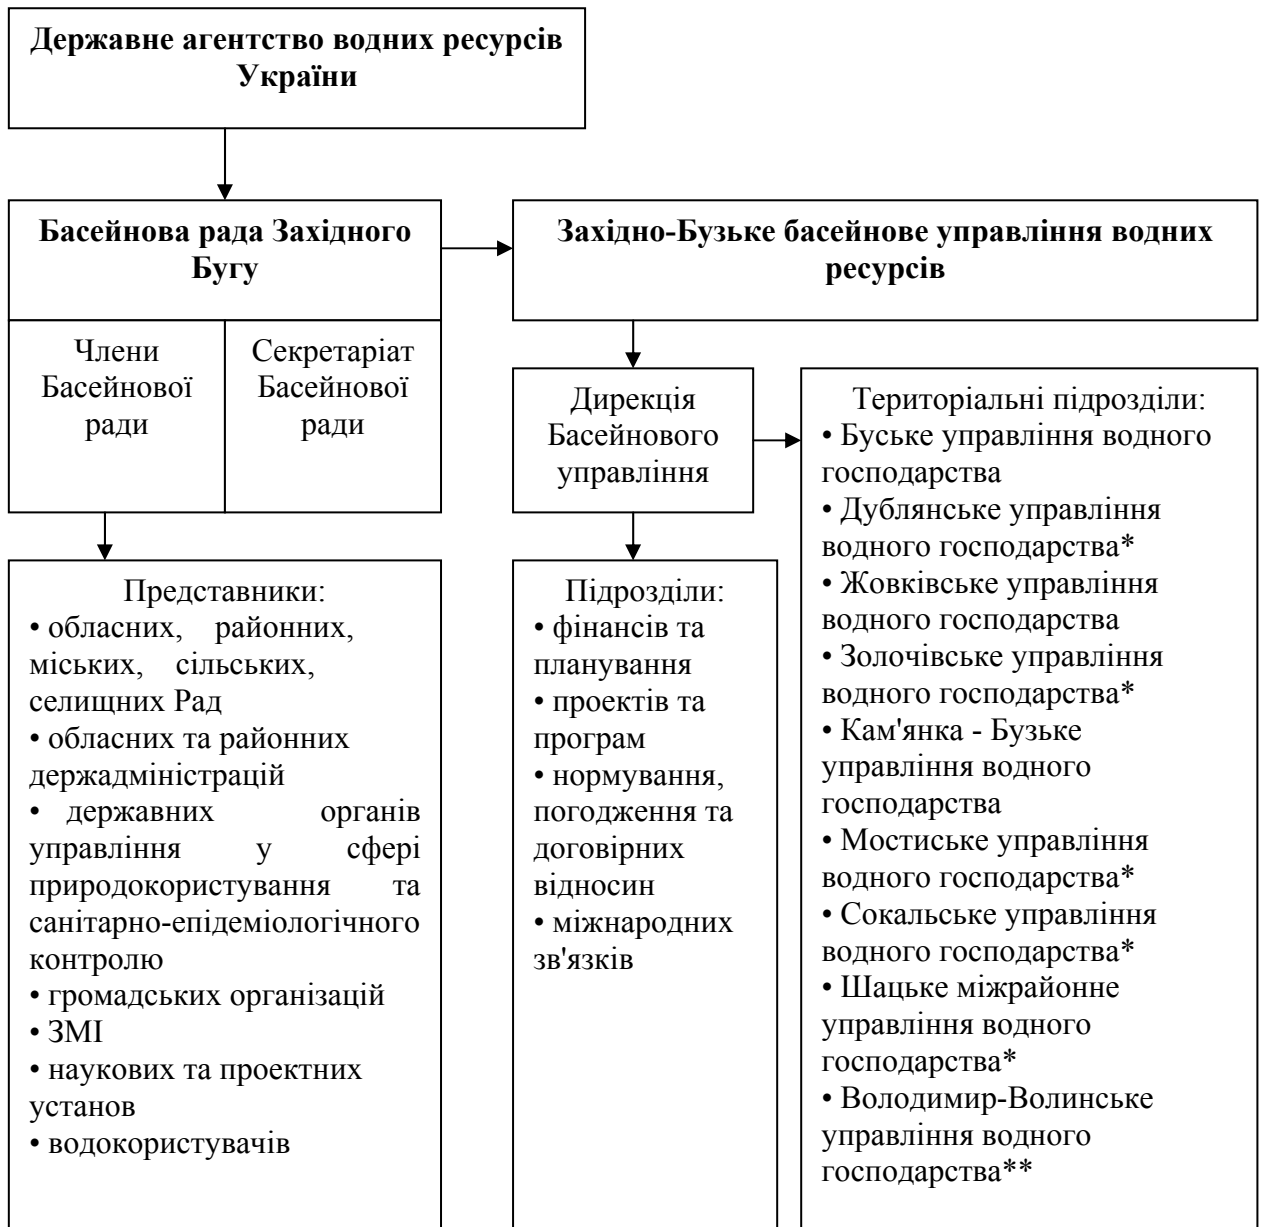 Державне агентство водних ресурсів
України
Басейнова рада Західного
Бугу
Західно-Бузьке басейнове управління водних
ресурсів
Члени
Басейнової
ради
Секретаріат
Басейнової
ради
Дирекція
Басейнового
управління
Територіальні підрозділи:
• Буське управління водного
господарства
• Дублянське управління
водного господарства*
• Жовківське управління
водного господарства
• Золочівське управління
водного господарства*
• Кам'янка - Бузьке
управління водного
господарства
• Мостиське управління
водного господарства*
• Сокальське управління
водного господарства*
• Шацьке міжрайонне
управління водного
господарства*
• Володимир-Волинське
управління водного
господарства**
Представники:
• обласних, районних,
міських, сільських,
селищних Рад
• обласних та районних
держадміністрацій
• державних органів
управління у сфері
природокористування та
санітарно-епідеміологічного
контролю
• громадських організацій
• ЗМІ
• наукових та проектних
установ
• водокористувачів
Підрозділи:
• фінансів та
планування
• проектів та
програм
• нормування,
погодження та
договірних
відносин
• міжнародних
зв'язків